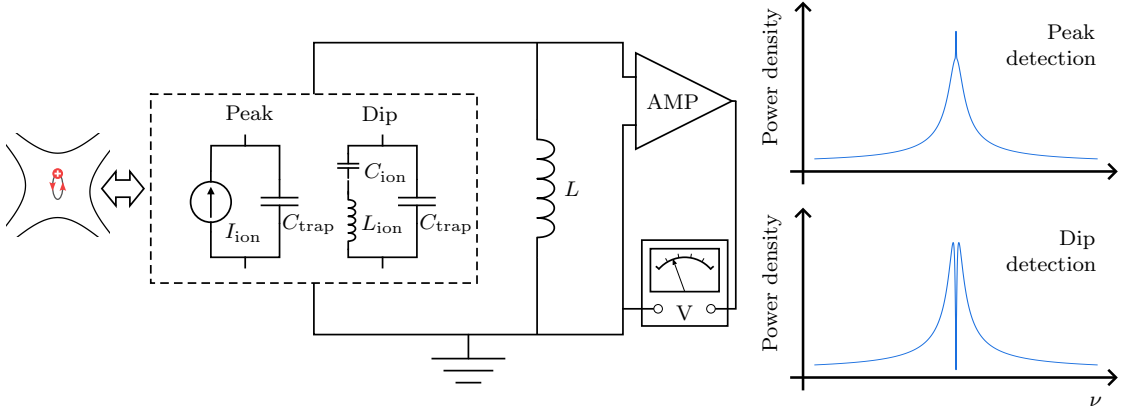 Peak
Dip
I_ion
C_trap
C_ion
L_ion
C_trap
L
AMP
V
Power density
Peak
detection
Power density
Dip
detection
ν